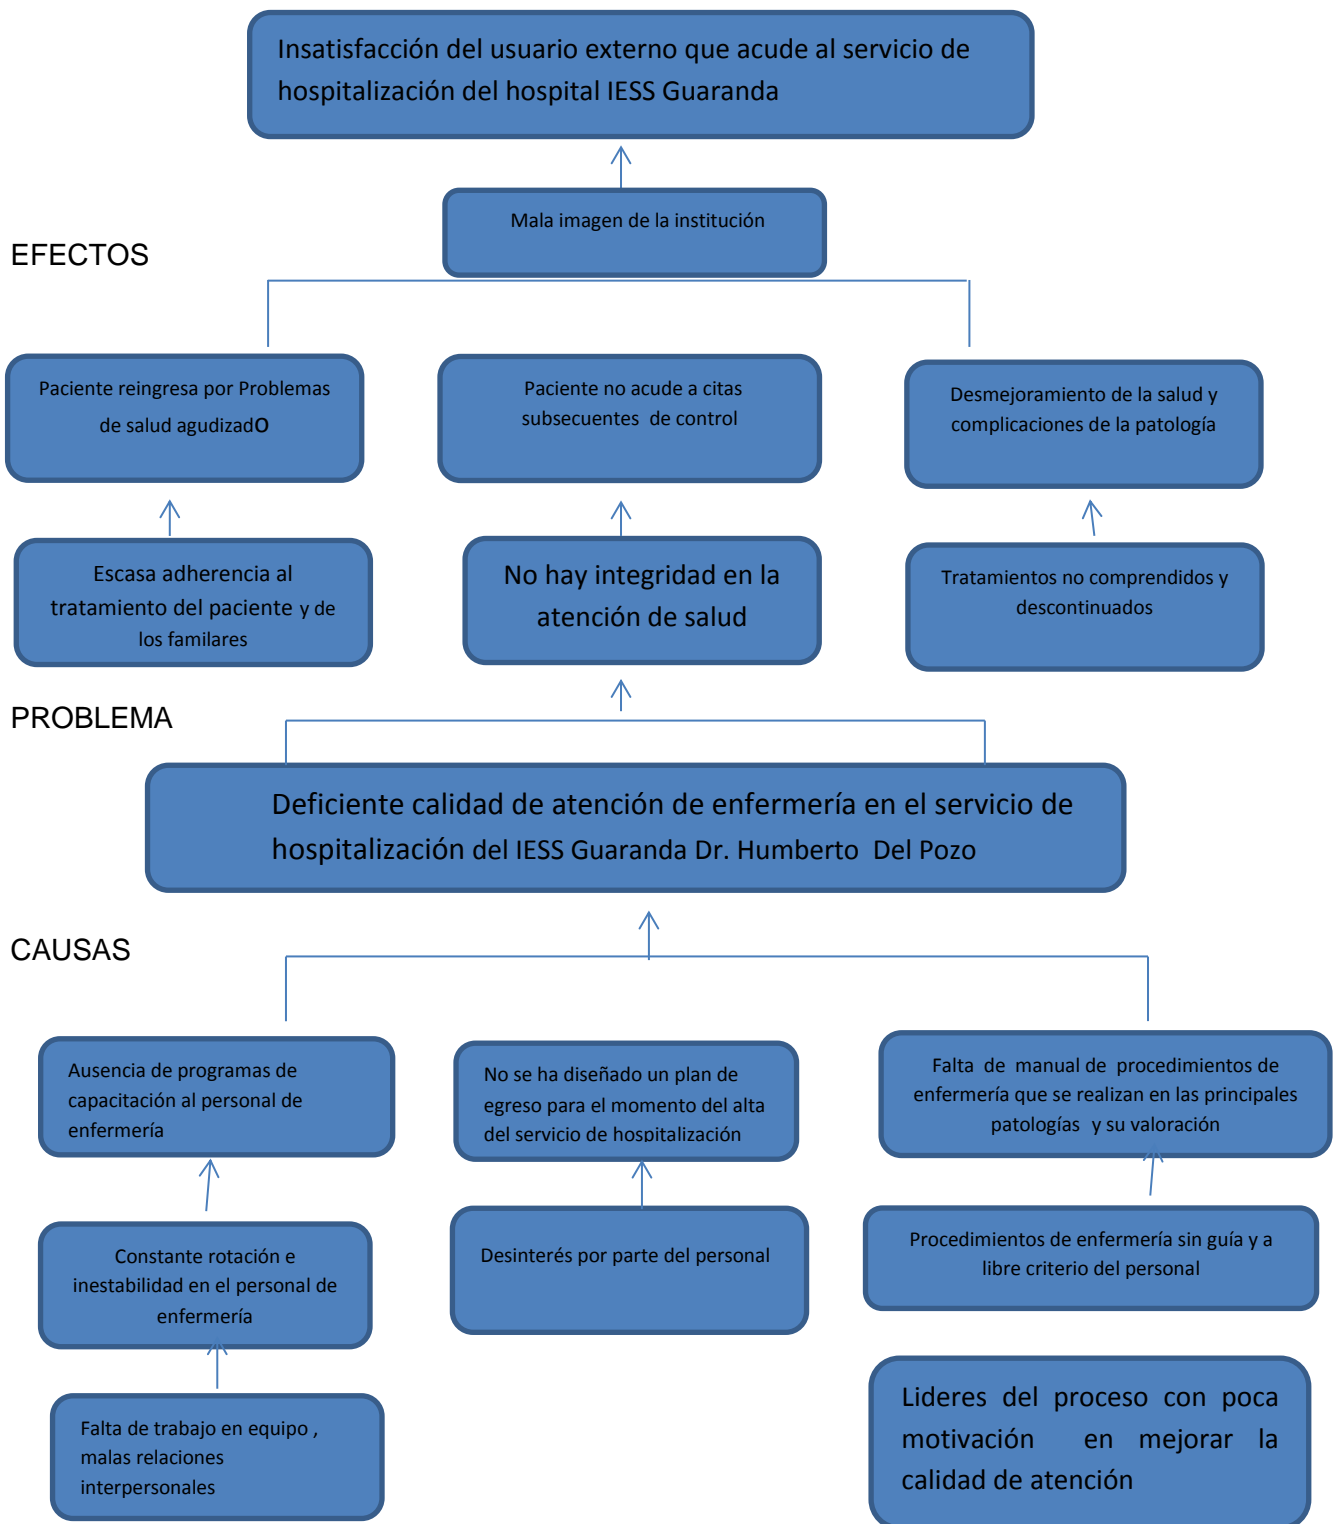 Insatisfacción del usuario externo que acude al servicio de
hospitalización del hospital IESS Guaranda
Mala imagen de la institución
EFECTOS
Paciente reingresa por Problemas
de salud agudizadO
Paciente no acude a citas
subsecuentes de control
Desmejoramiento de la salud y
complicaciones de la patología
Escasa adherencia al
tratamiento del paciente y de
los familares
No hay integridad en la
atención de salud
Tratamientos no comprendidos y
descontinuados
PROBLEMA
Deficiente calidad de atención de enfermería en el servicio de
hospitalización del IESS Guaranda Dr. Humberto Del Pozo
CAUSAS
Ausencia de programas de
capacitación al personal de
enfermería
No se ha diseñado un plan de
egreso para el momento del alta
del servicio de hospitalización
Falta de manual de procedimientos de
enfermería que se realizan en las principales
patologías y su valoración
Constante rotación e
inestabilidad en el personal de
enfermería
Desinterés por parte del personal
Procedimientos de enfermería sin guía y a
libre criterio del personal
Falta de trabajo en equipo ,
malas relaciones
interpersonales
Lideres del proceso con poca
motivación en mejorar la
calidad de atención